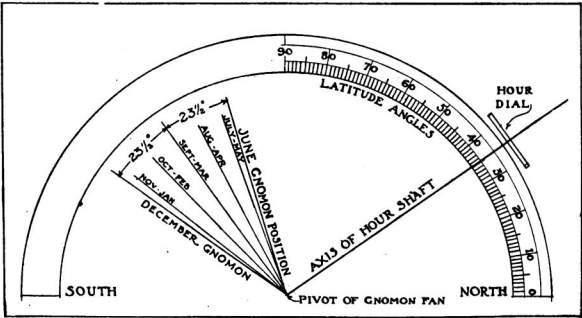 90
80
70
60
50
40
30
20
10
0
LATITUDE ANGLES
HOUR
DIAL
23½°
23½°
JUNE GNOMON POSITION
JULY-MAY
AUG-APR
SEPT-MAR
OCT-FEB
NOV-JAN
DECEMBER GNOMON
AXIS OF HOUR SHAFT
SOUTH
NORTH
PIVOT OF GNOMON FAN